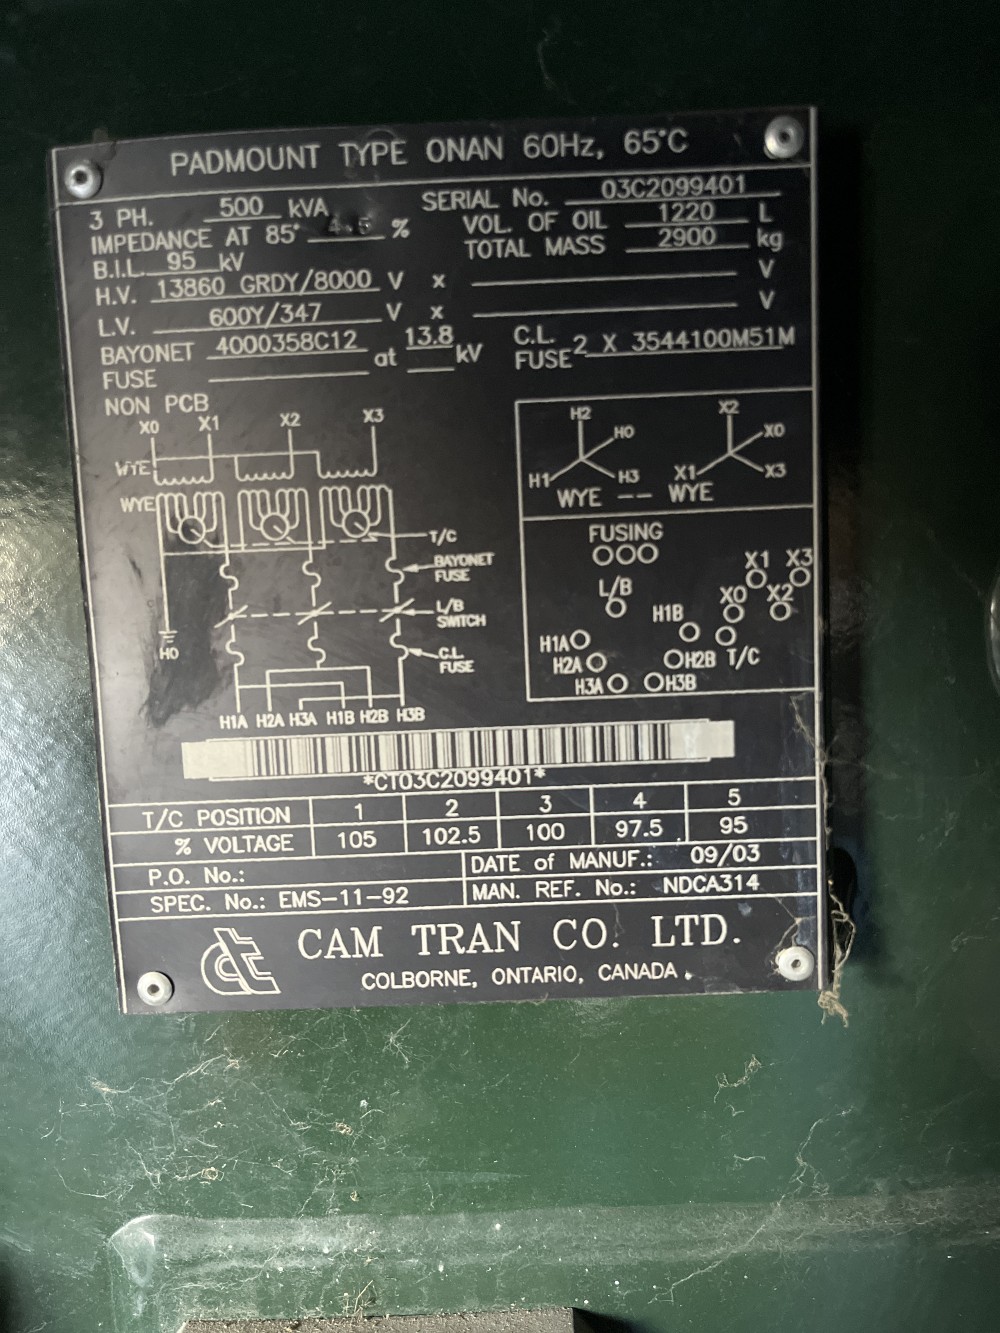 PADMOUNT TYPE ONAN 60Hz, 65°C
3 PH. 500 kVA
SERIAL No. 03C2099401
IMPEDANCE AT 85° 4.5 %
VOL. OF OIL 1220 L
B.I.L. 95 kV
TOTAL MASS 2900 kg
H.V. 13860 GRDY/8000 V x V
L.V. 600Y/347 V x V
BAYONET FUSE 4000358C12 at 13.8 kV
C.L. FUSE 2 X 3544100M51M
NON PCB
X0 X1 X2 X3
WYE
WYE
T/C
BAYONET
FUSE
L/B
SWITCH
C.L.
FUSE
H0
H1A H2A H3A H1B H2B H3B
H2 H0 H1 H3
X2 X0 X1 X3
WYE -- WYE
FUSING
L/B
X1 X3
X0 X2
H1B
H1A
H2A H2B T/C
H3A H3B
*CT03C2099401*
T/C POSITION 1 2 3 4 5
% VOLTAGE 105 102.5 100 97.5 95
P.O. No.:
DATE of MANUF.: 09/03
SPEC. No.: EMS-11-92
MAN. REF. No.: NDCA314
ct CAM TRAN CO. LTD.
COLBORNE, ONTARIO, CANADA.